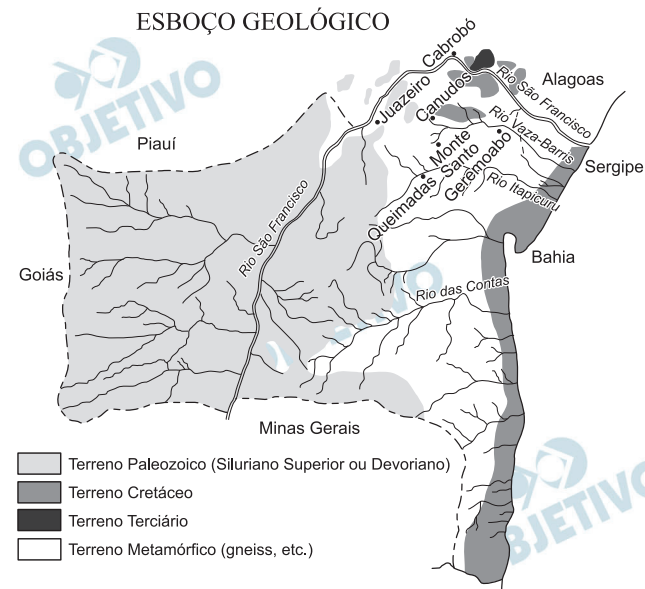 ESBOÇO GEOLÓGICO
OBJETIVO
Cabrobó
Juazeiro
Canudos
Rio São Francisco
Alagoas
Piauí
Rio Vaza-Barris
Monte
Santo
Geremoabo
Sergipe
Queimadas
Rio Itapicuru
Rio São Francisco
Goiás
Bahia
OBJETIVO
Rio das Contas
Minas Gerais
OBJETIVO
Terreno Paleozoico (Siluriano Superior ou Devoriano)
Terreno Cretáceo
Terreno Terciário
Terreno Metamórfico (gneiss, etc.)